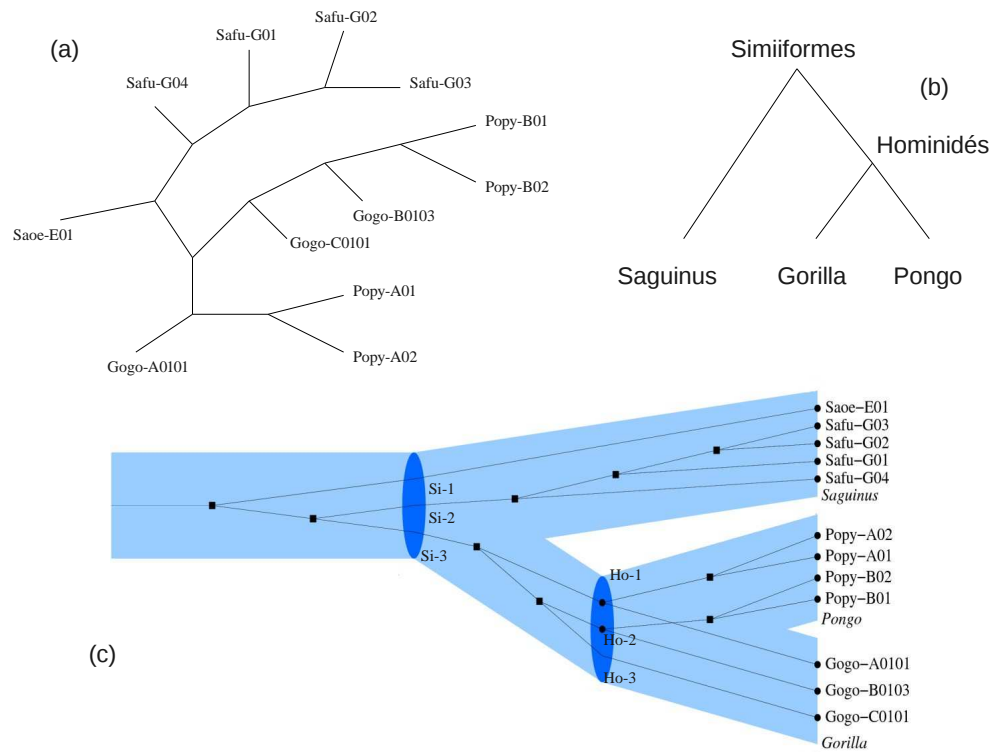 (a)
Safu-G02
Safu-G01
Safu-G04
Safu-G03
Popy-B01
Popy-B02
Gogo-B0103
Saoe-E01
Gogo-C0101
Popy-A01
Gogo-A0101
Popy-A02
Simiiformes
(b)
Hominidés
Saguinus
Gorilla
Pongo
(c)
Si-1
Si-2
Si-3
Ho-1
Ho-2
Ho-3
Saoe-E01
Safu-G03
Safu-G02
Safu-G01
Safu-G04
Saguinus
Popy-A02
Popy-A01
Popy-B02
Popy-B01
Pongo
Gogo-A0101
Gogo-B0103
Gogo-C0101
Gorilla